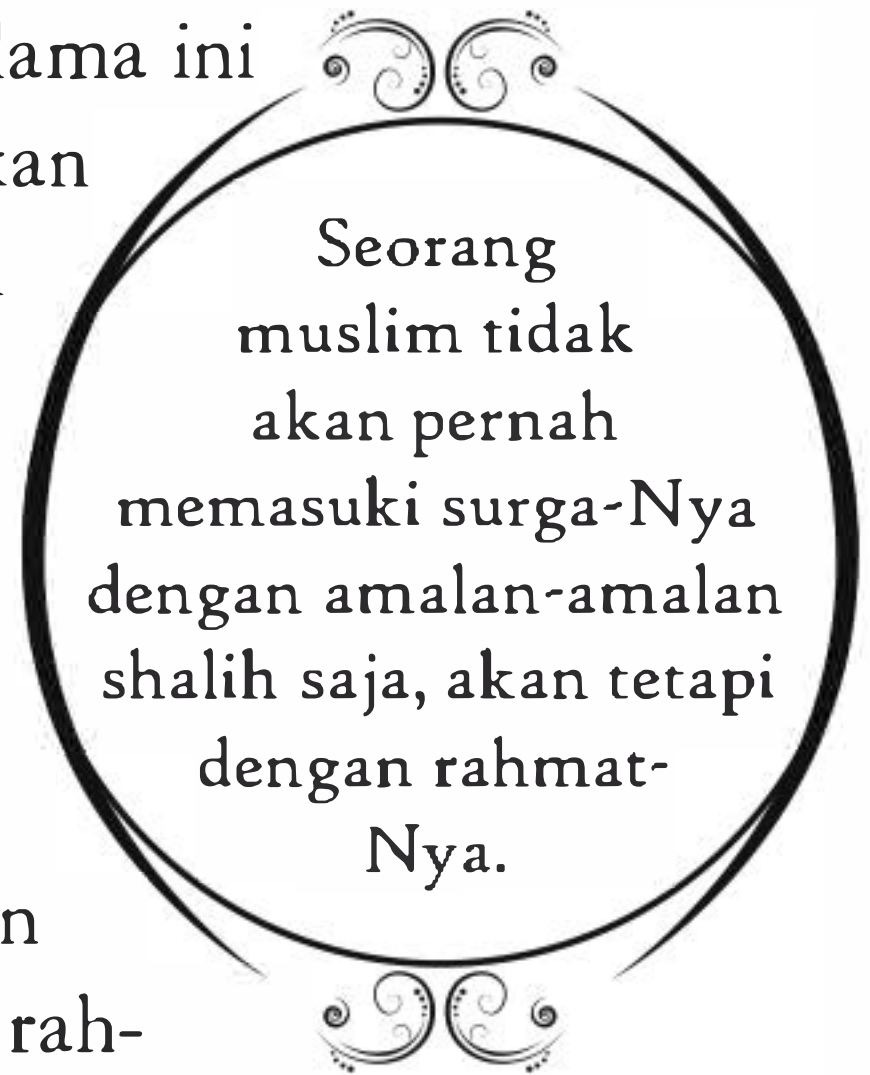 lama ini
kan
Seorang
muslim tidak
akan pernah
memasuki surga-Nya
dengan amalan-amalan
shalih saja, akan tetapi
dengan rahmat-
Nya.
n
rah-